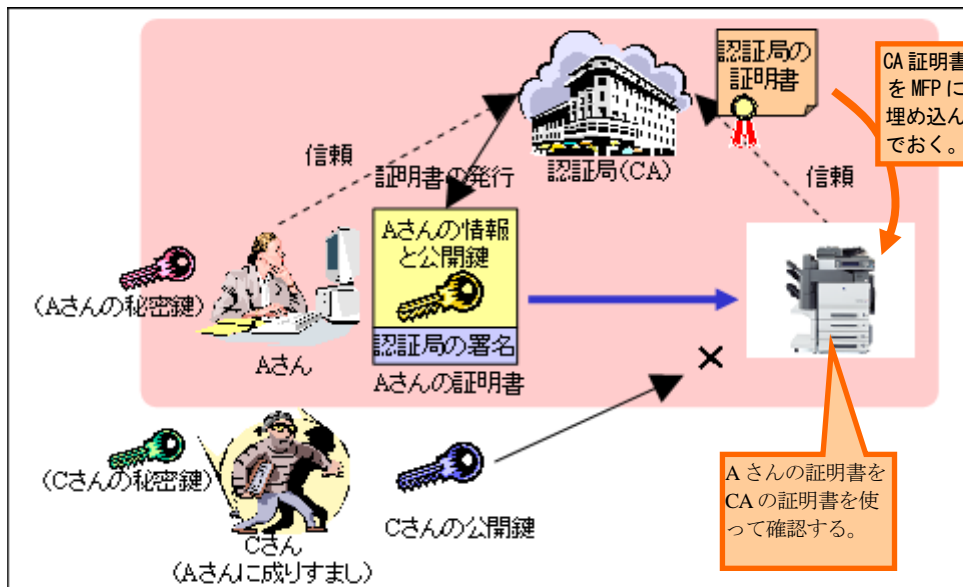 認証局の
証明書
CA 証明書
を MFP に
埋め込ん
でおく。
信頼
証明書の発行
認証局(CA)
信頼
Aさんの情報
と公開鍵
(Aさんの秘密鍵)
認証局の署名
Aさん
Aさんの証明書
×
(Cさんの秘密鍵)
Cさんの公開鍵
Cさん
(Aさんに成りすまし)
A さんの証明書を
CA の証明書を使
って確認する。